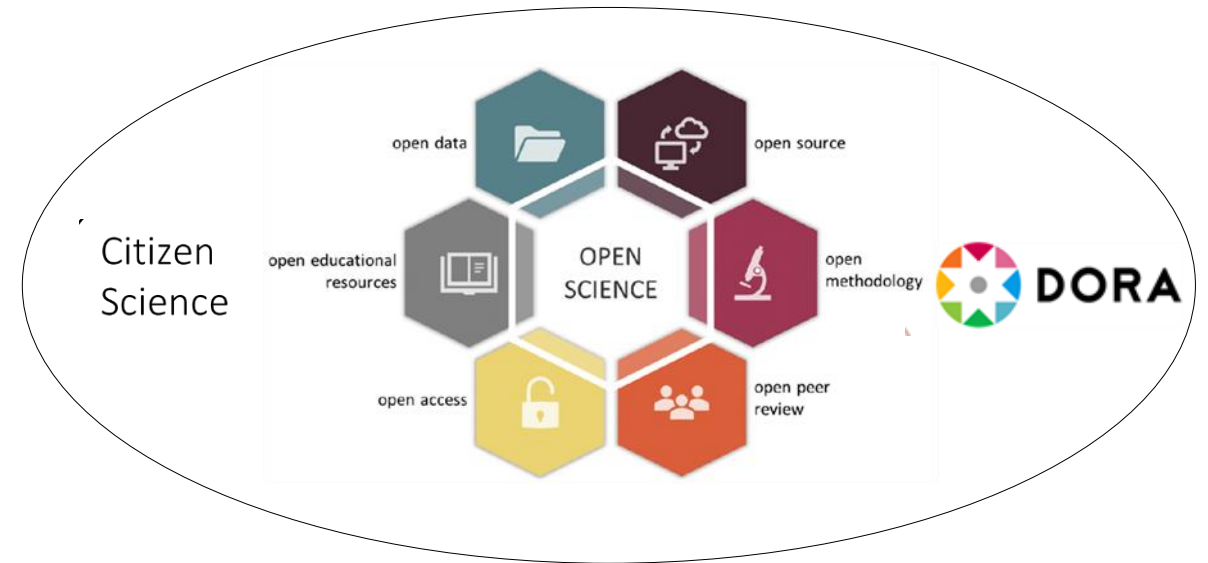 open data
open source
Citizen
Science
open educational
resources
OPEN
SCIENCE
open
methodology
DORA
open access
open peer
review